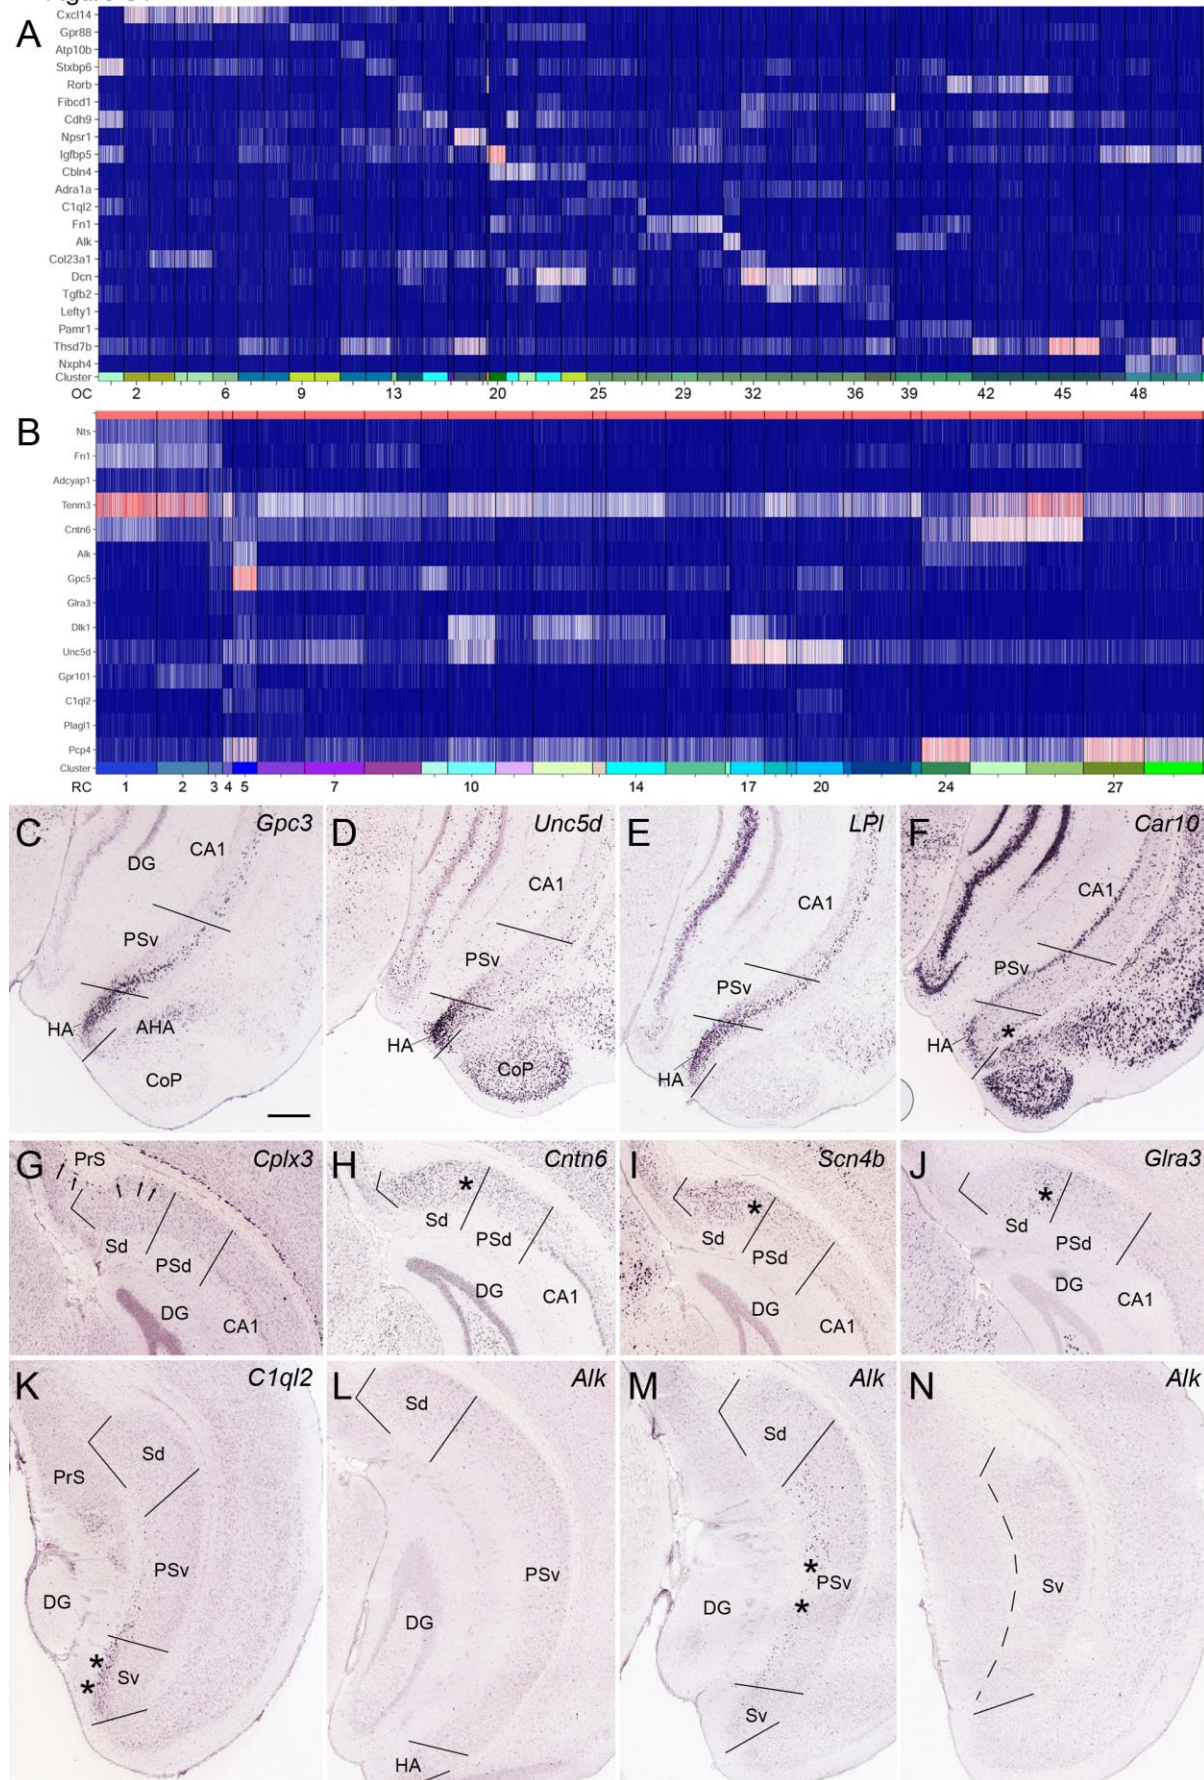 A
Cxcl14
Gpr88
Atp10b
Stxbp6
Rorb
Fibcd1
Cdh9
Npsr1
Igfbp5
Cbln4
Adra1a
C1ql2
Fn1
Alk
Col23a1
Dcn
Tgfb2
Lefty1
Pamr1
Thsd7b
Nxph4
Cluster
OC 2 6 9 13 20 25 29 32 36 39 42 46 48
B
Nts
Fn1
Adcyap1
Tenm3
Cntn6
Alk
Gpc5
Glra3
Dlk1
Unc5d
Gpr101
C1ql2
Plagl1
Pcp4
Cluster
RC 1 2 3 4 5 7 10 14 17 20 24 27
C Gpc3
DG CA1
PSv
HA AHA
CoP
D Unc5d
CA1
PSv
HA
CoP
E LPl
CA1
PSv
HA
F Car10
CA1
PSv
HA *
G PrS Cplx3
Sd
PSd
DG
CA1
H Cntn6
*
Sd
PSd
DG
CA1
I Scn4b
*
Sd
PSd
DG
CA1
J Glra3
*
Sd
PSd
DG
CA1
K C1ql2
Sd
PrS
PSv
DG
* Sv
*
L Alk
Sd
PSv
DG
HA
M Alk
Sd
* PSv
DG *
Sv
N Alk
Sv